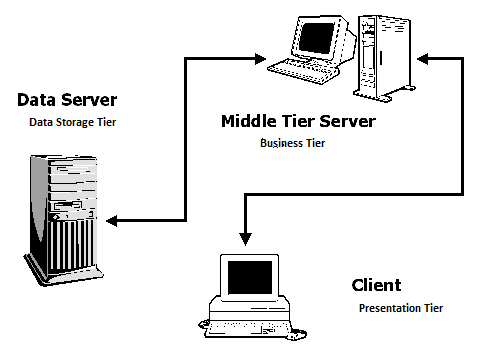 Data Server
Data Storage Tier
Middle Tier Server
Business Tier
Client
Presentation Tier